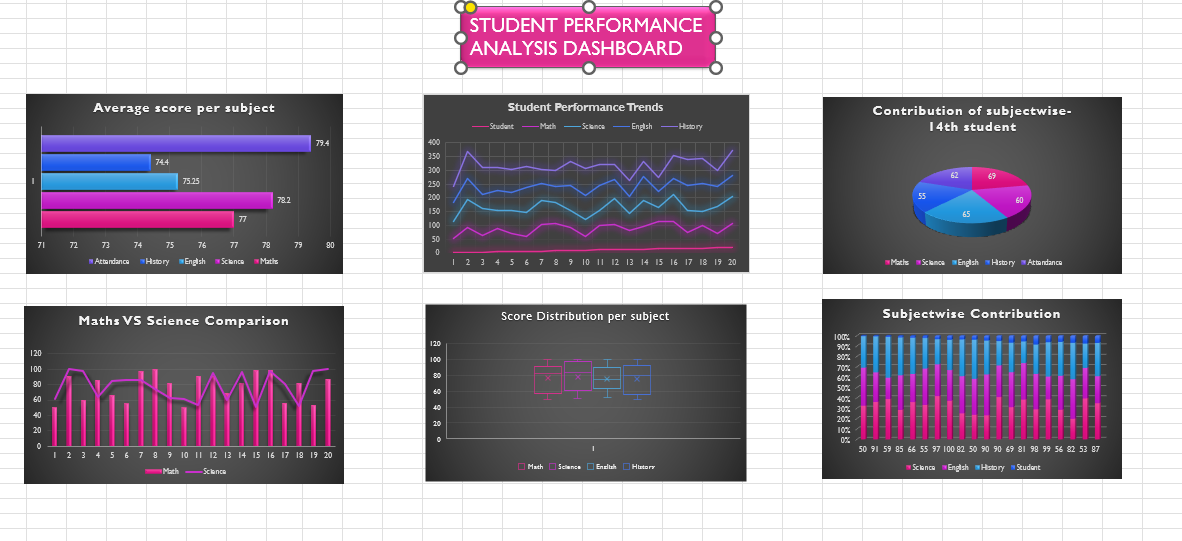 STUDENT PERFORMANCE
ANALYSIS DASHBOARD
Average score per subject
79.4
74.4
1
75.25
78.2
77
71 72 73 74 75 76 77 78 79 80
Attendance History English Science Maths
Student Performance Trends
Student Math Science English History
400
350
300
250
200
150
100
50
0
1 2 3 4 5 6 7 8 9 10 11 12 13 14 15 16 17 18 19 20
Contribution of subjectwise-
14th student
62 69
55 60
65
Maths Science English History Attendance
Maths VS Science Comparison
120
100
80
60
40
20
0
1 2 3 4 5 6 7 8 9 10 11 12 13 14 15 16 17 18 19 20
Math Science
Score Distribution per subject
120
100
80
60
40
20
0
1
Math Science English History
Subjectwise Contribution
100%
90%
80%
70%
60%
50%
40%
30%
20%
10%
0%
50 91 59 85 66 55 97 100 82 50 90 90 69 81 98 99 56 82 53 87
Science English History Student